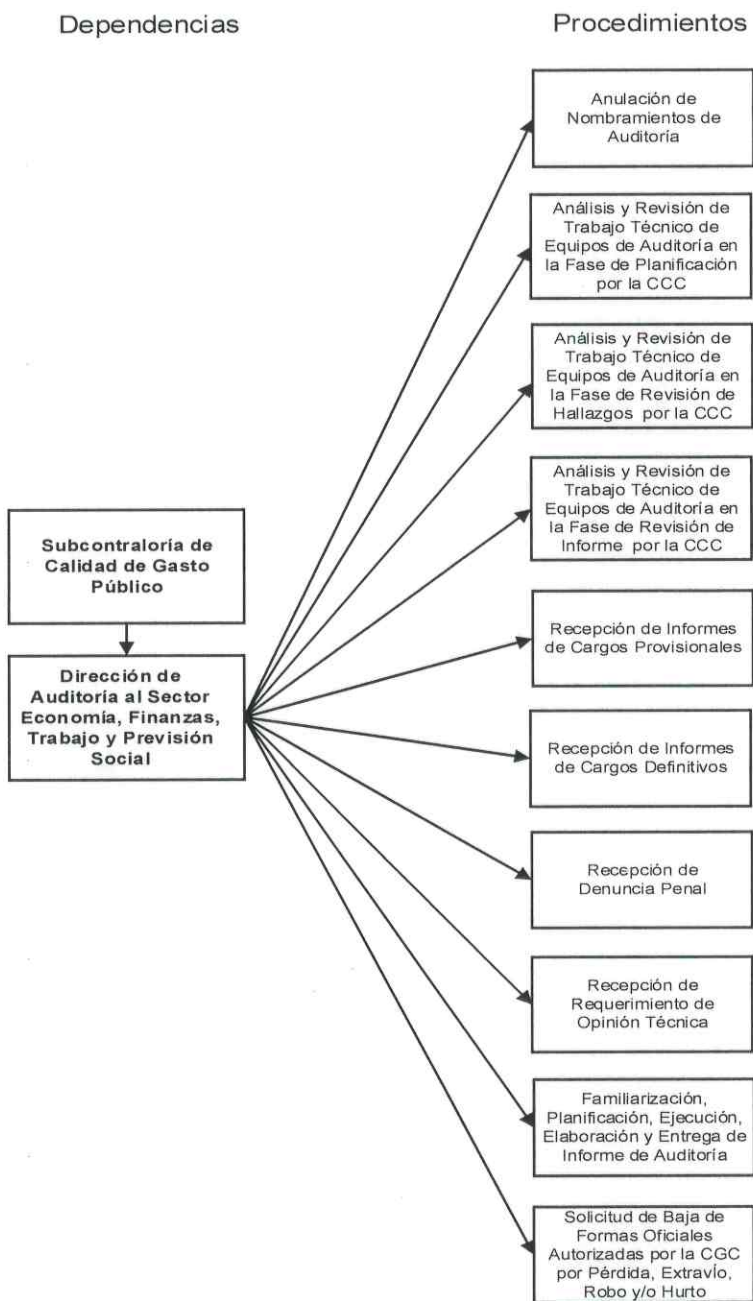 Dependencias
Procedimientos
Anulación de
Nombramientos de
Auditoría
Análisis y Revisión de
Trabajo Técnico de
Equipos de Auditoría en
la Fase de Planificación
por la CCC
Análisis y Revisión de
Trabajo Técnico de
Equipos de Auditoría en
la Fase de Revisión de
Hallazgos por la CCC
Análisis y Revisión de
Trabajo Técnico de
Equipos de Auditoría en
la Fase de Revisión de
Informe por la CCC
Subcontraloría de
Calidad de Gasto
Público
Dirección de
Auditoría al Sector
Economía, Finanzas,
Trabajo y Previsión
Social
Recepción de Informes
de Cargos Provisionales
Recepción de Informes
de Cargos Definitivos
Recepción de
Denuncia Penal
Recepción de
Requerimiento de
Opinión Técnica
Familiarización,
Planificación, Ejecución,
Elaboración y Entrega de
Informe de Auditoría
Solicitud de Baja de
Formas Oficiales
Autorizadas por la CGC
por Pérdida, Extravío,
Robo y/o Hurto